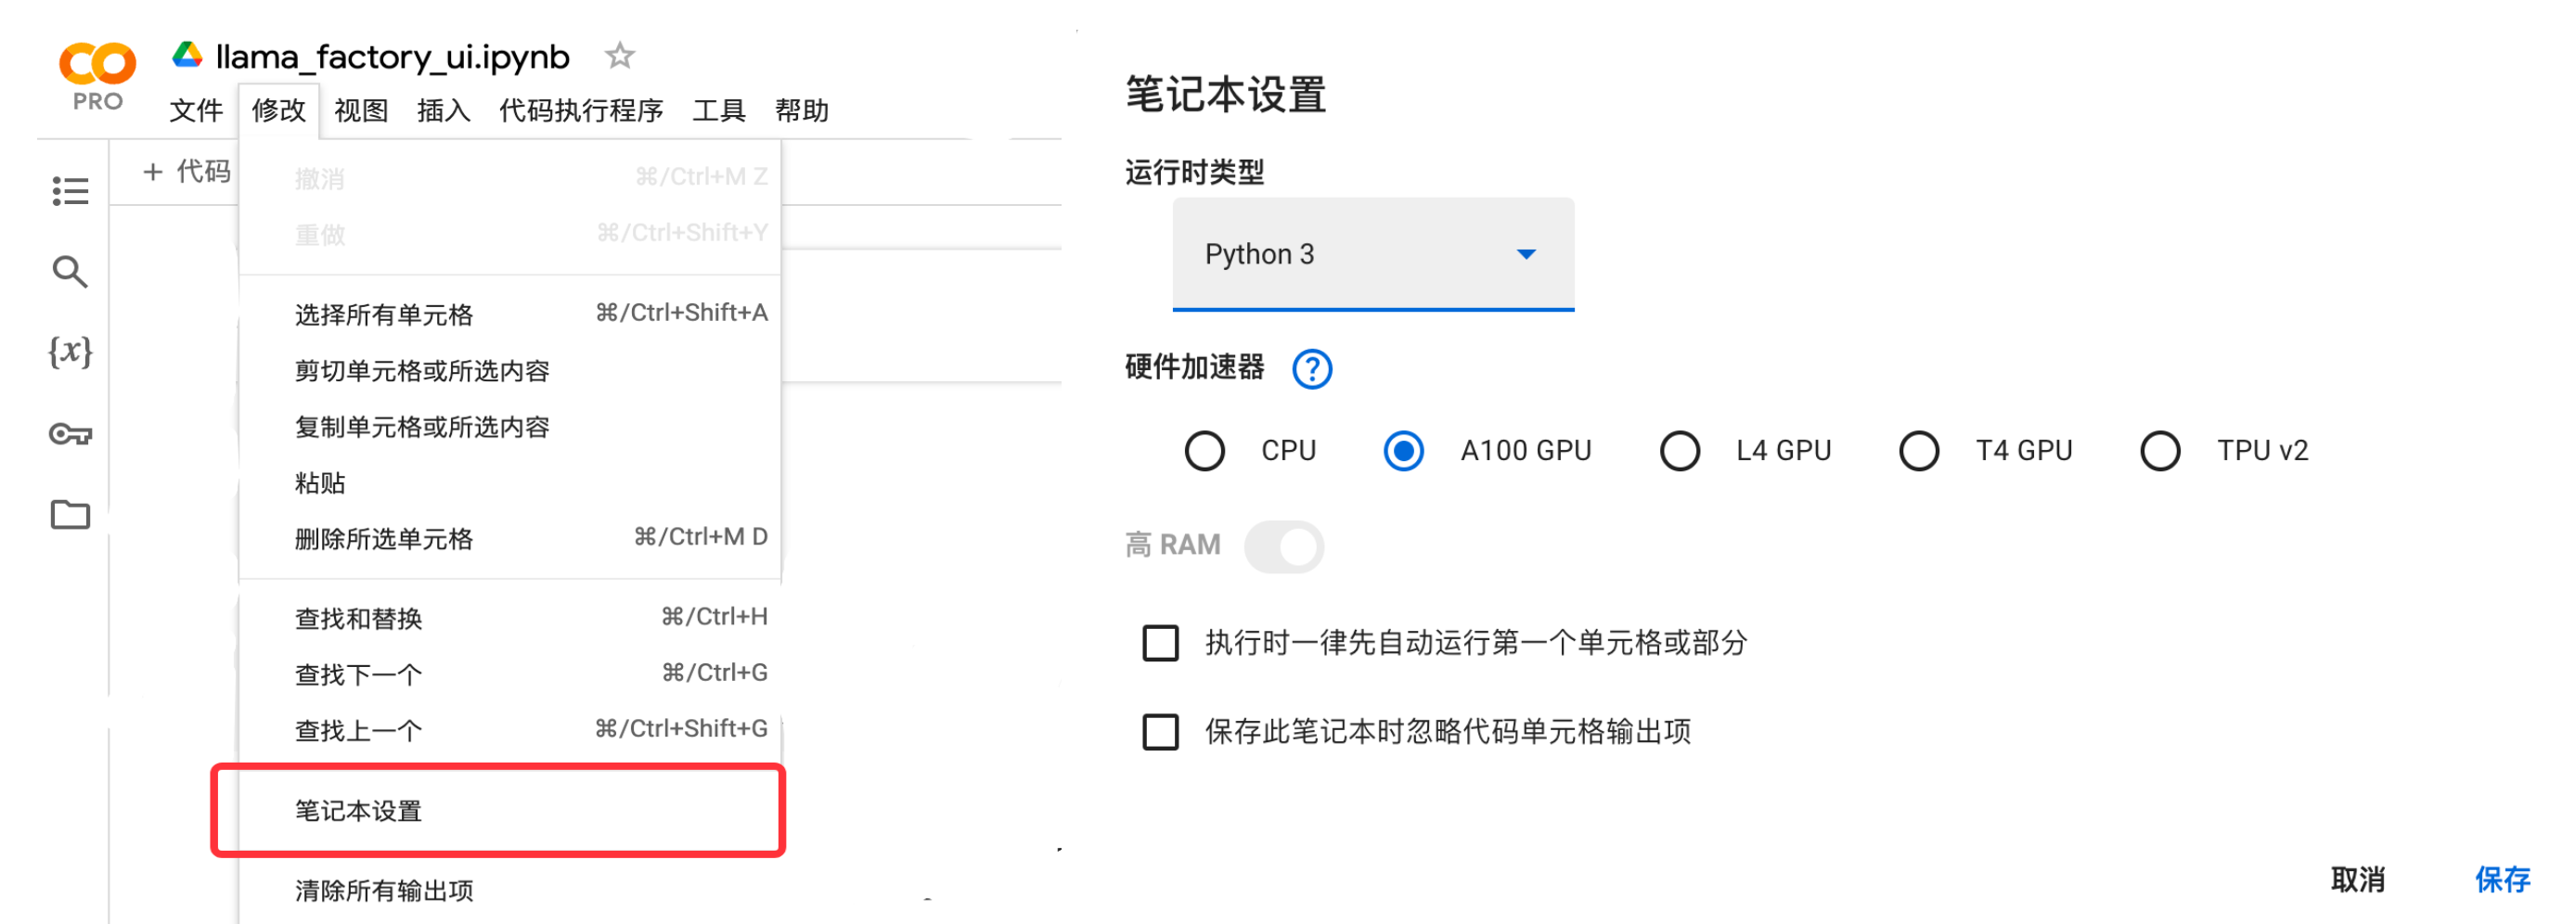 llama_factory_ui.ipynb
PRO
文件 修改 视图 插入 代码执行程序 工具 帮助
+ 代码
撤消 ⌘/Ctrl+M Z
重做 ⌘/Ctrl+Shift+Y
选择所有单元格 ⌘/Ctrl+Shift+A
剪切单元格或所选内容
复制单元格或所选内容
粘贴
删除所选单元格 ⌘/Ctrl+M D
查找和替换 ⌘/Ctrl+H
查找下一个 ⌘/Ctrl+G
查找上一个 ⌘/Ctrl+Shift+G
笔记本设置
清除所有输出项
{x}
笔记本设置
运行时类型
Python 3
硬件加速器 ?
CPU A100 GPU L4 GPU T4 GPU TPU v2
高 RAM
执行时一律先自动运行第一个单元格或部分
保存此笔记本时忽略代码单元格输出项
取消 保存